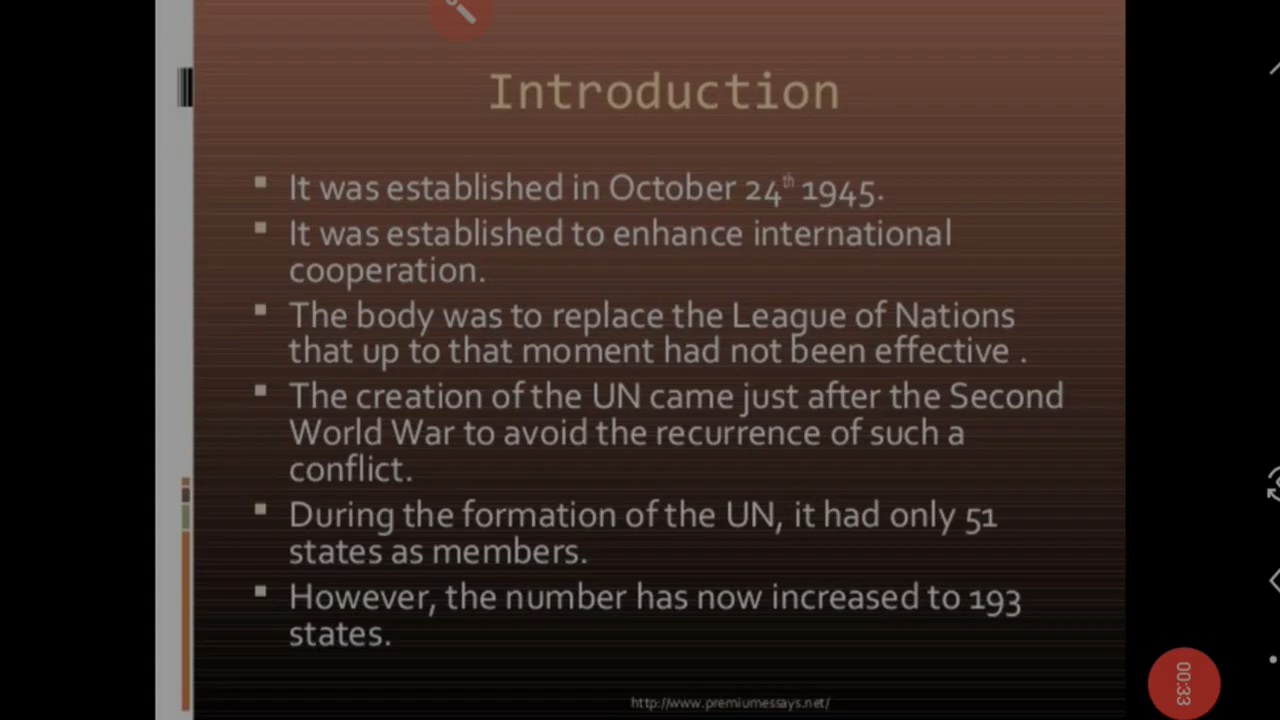 Introduction
It was established in October 24th 1945.
It was established to enhance international
cooperation.
The body was to replace the League of Nations
that up to that moment had not been effective .
The creation of the UN came just after the Second
World War to avoid the recurrence of such a
conflict.
During the formation of the UN, it had only 51
states as members.
However, the number has now increased to 193
states.
http://www.premiumessays.net/
00:33